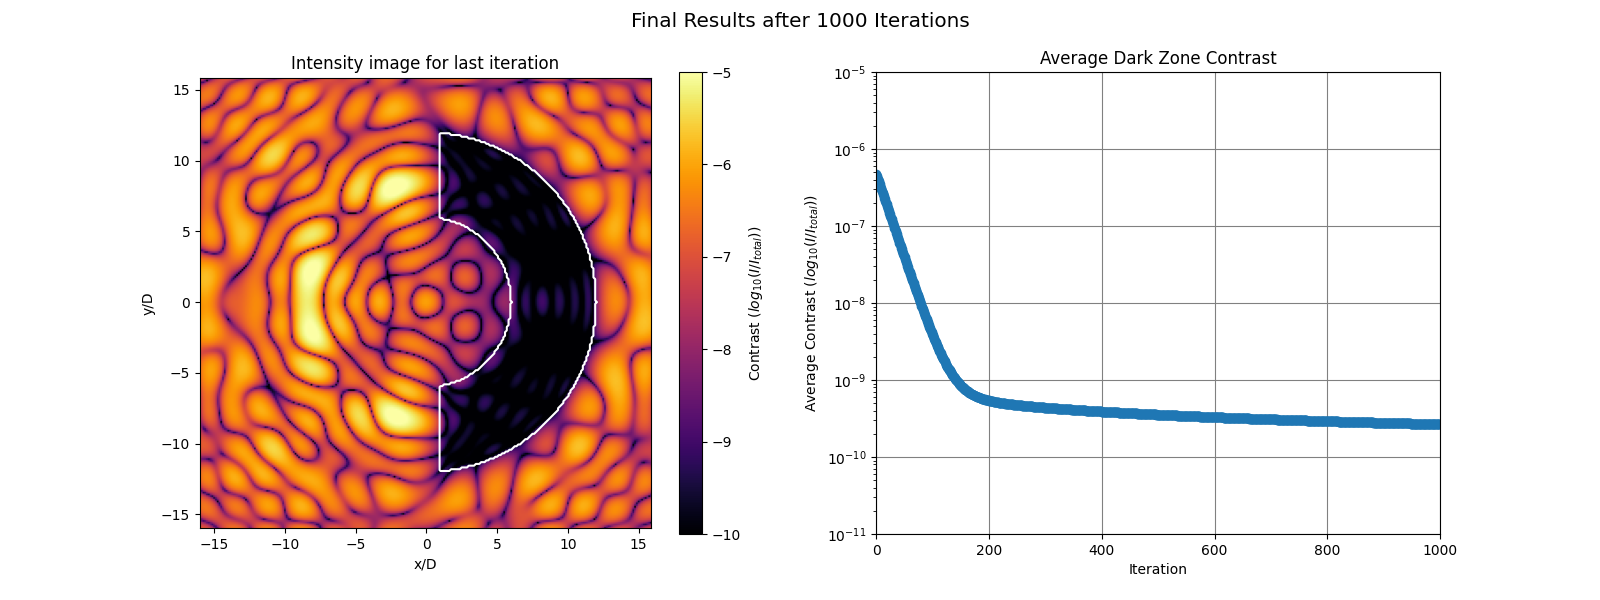 Final Results after 1000 Iterations
Intensity image for last iteration
15
10
5
0
−5
−10
−15
y/D
−15 −10 −5 0 5 10 15
x/D
−5
−6
−7
−8
−9
−10
Contrast (log₁₀(I/I_total))
Average Dark Zone Contrast
10⁻⁵
10⁻⁶
10⁻⁷
10⁻⁸
10⁻⁹
10⁻¹⁰
10⁻¹¹
Average Contrast (log₁₀(I/I_total))
0 200 400 600 800 1000
Iteration